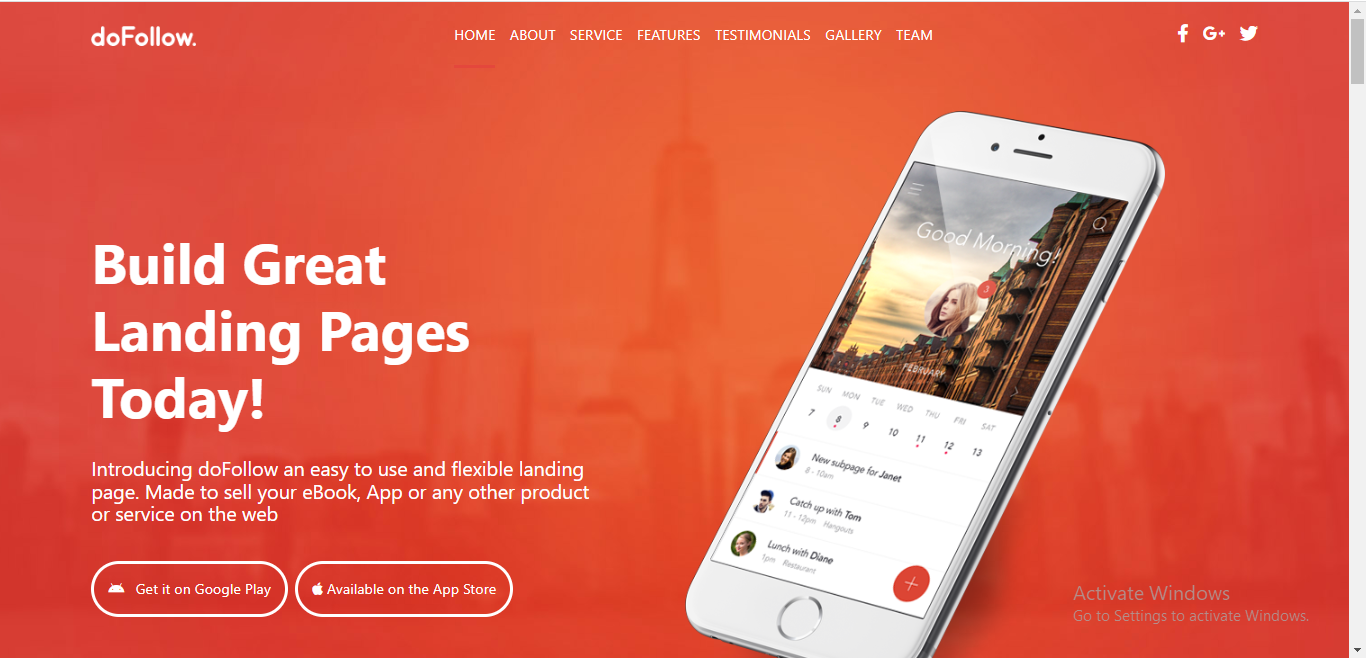 doFollow.
HOME ABOUT SERVICE FEATURES TESTIMONIALS GALLERY TEAM
G+
Build Great
Landing Pages
Today!
Introducing doFollow an easy to use and flexible landing
page. Made to sell your eBook, App or any other product
or service on the web
Get it on Google Play
Available on the App Store
Good Morning!
3
FEBRUARY
SUN MON TUE WED THU FRI SAT
7 8 9 10 11 12 13
New subpage for Janet
8 - 10am
Catch up with Tom
11 - 12pm Hangouts
Lunch with Diane
1pm Restaurant
Activate Windows
Go to Settings to activate Windows.